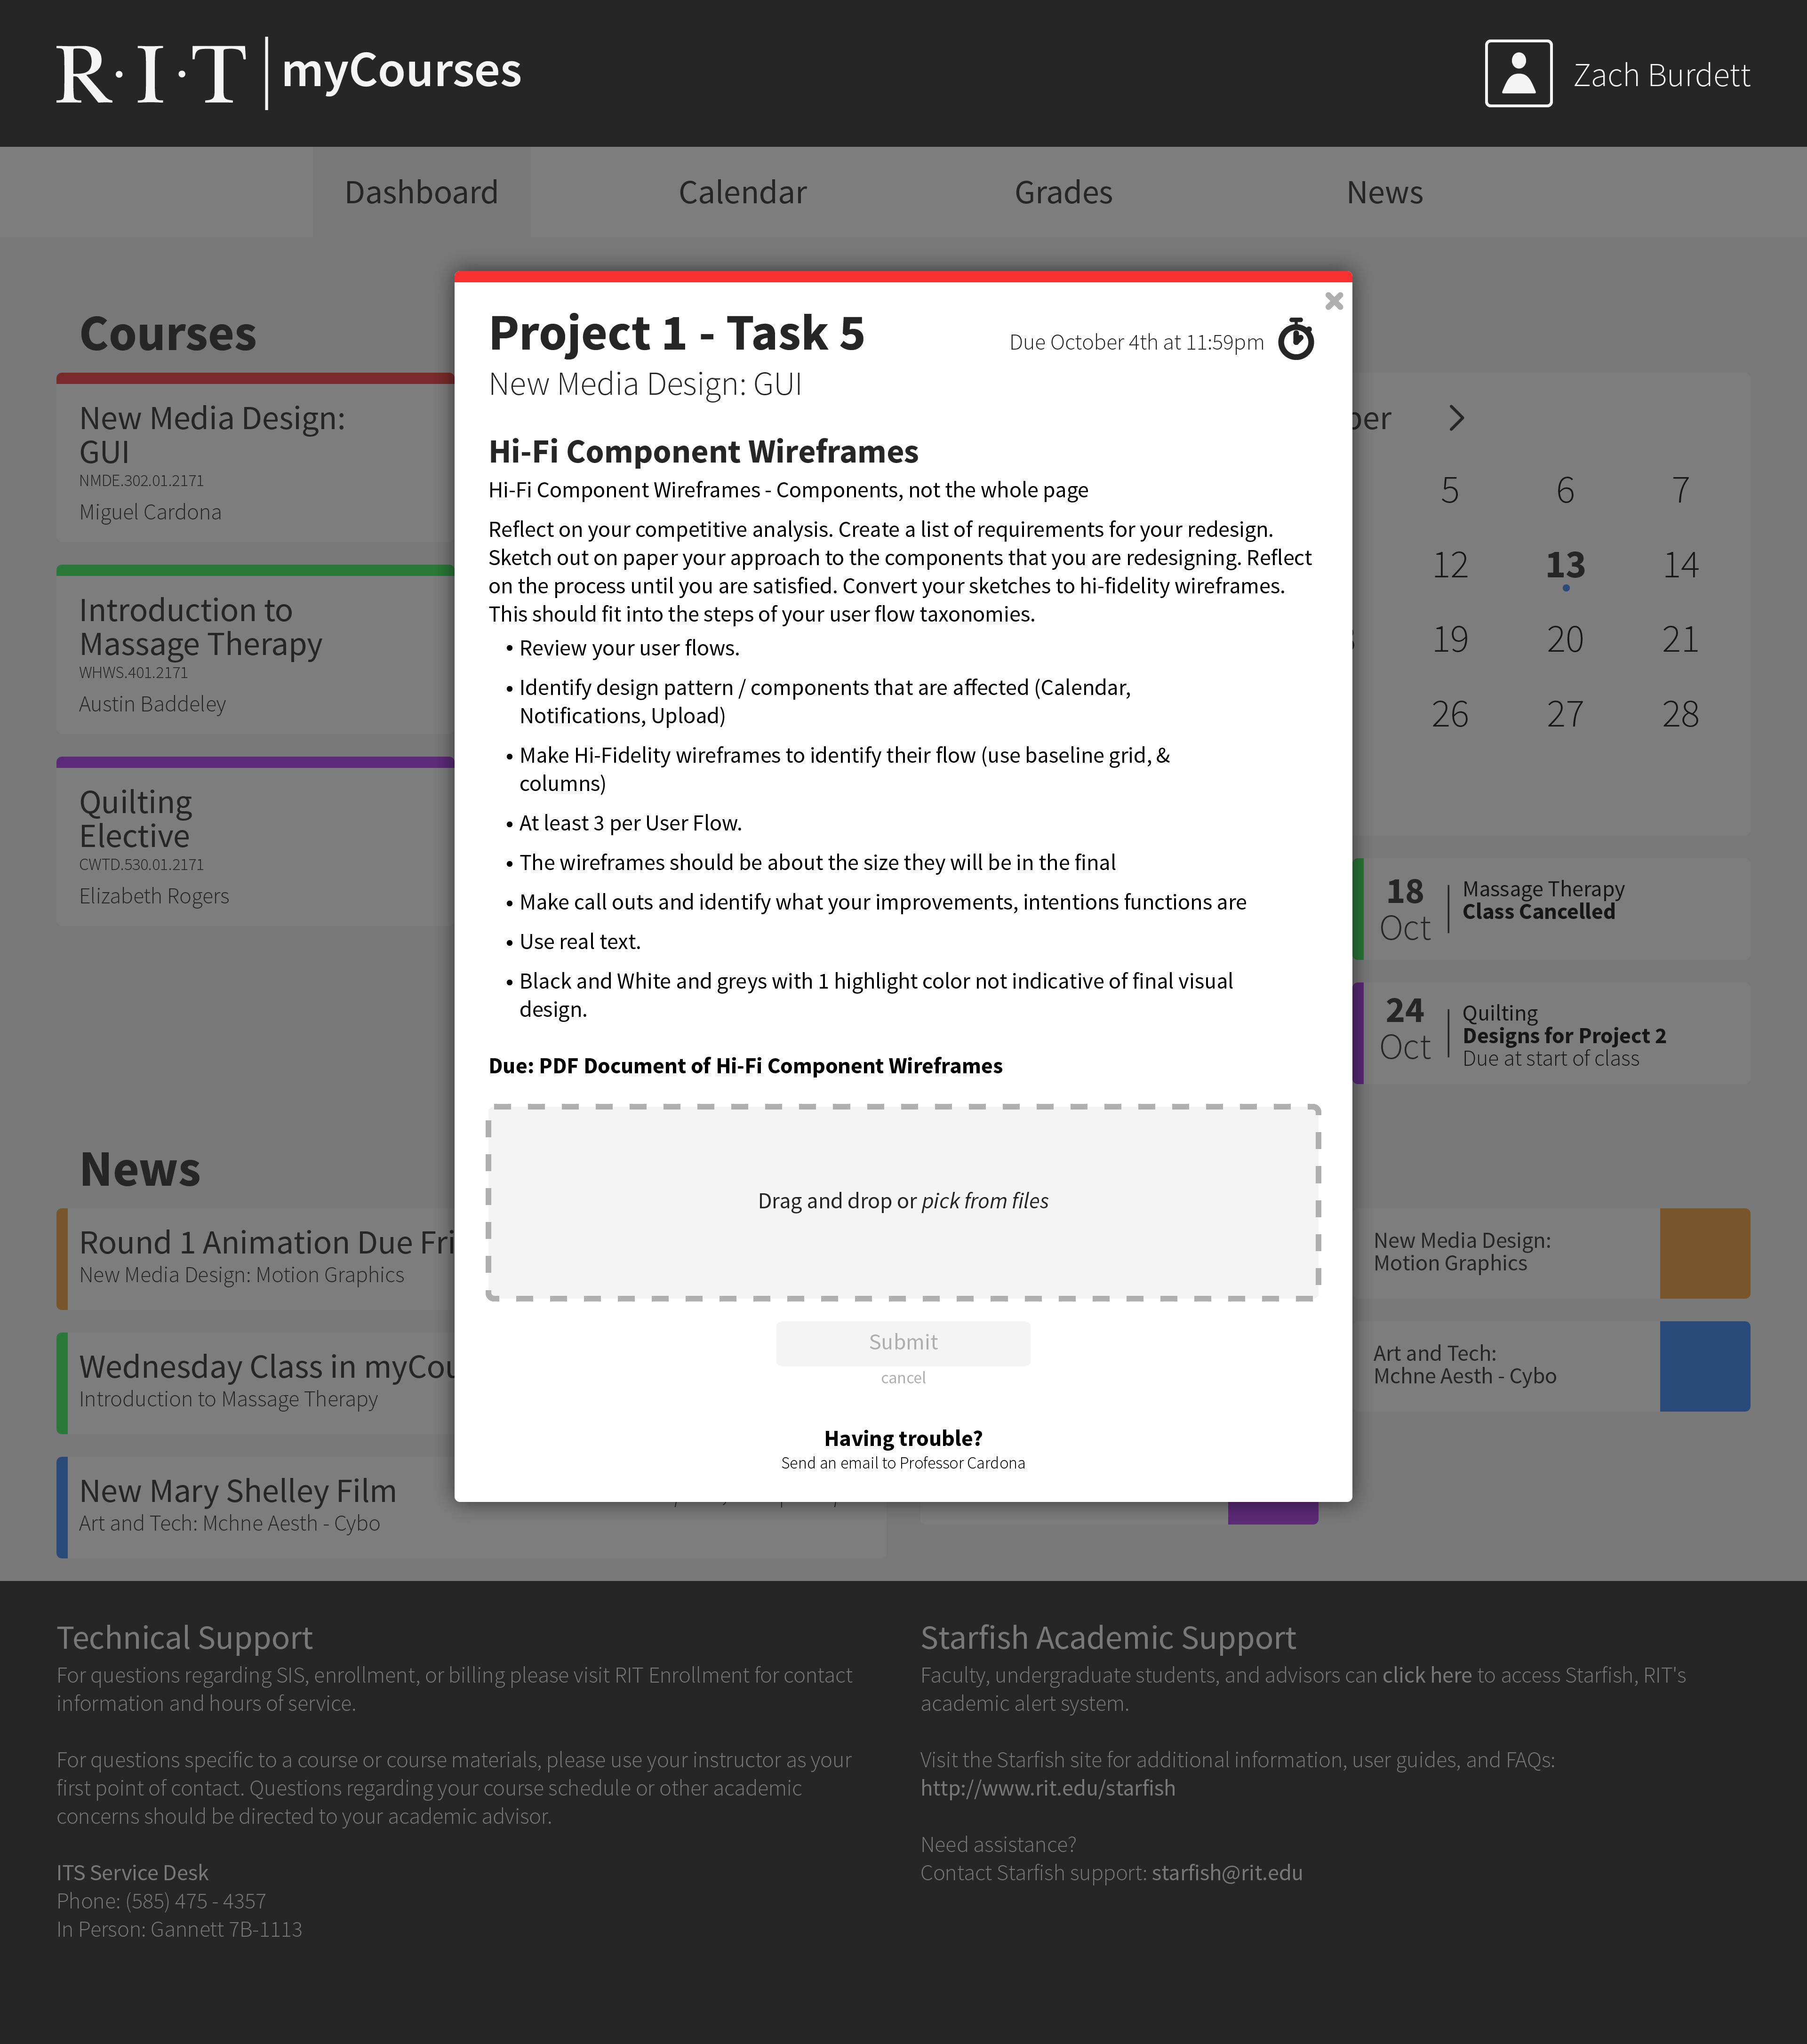 R·I·T myCourses
Zach Burdett
Dashboard
Calendar
Grades
News
Courses
New Media Design:
GUI
NMDE.302.01.2171
Miguel Cardona
Introduction to
Massage Therapy
WHWS.401.2171
Austin Baddeley
Quilting
Elective
CWTD.530.01.2171
Elizabeth Rogers
Project 1 - Task 5
Due October 4th at 11:59pm
New Media Design: GUI
Hi-Fi Component Wireframes
Hi-Fi Component Wireframes - Components, not the whole page
Reflect on your competitive analysis. Create a list of requirements for your redesign.
Sketch out on paper your approach to the components that you are redesigning. Reflect
on the process until you are satisfied. Convert your sketches to hi-fidelity wireframes.
This should fit into the steps of your user flow taxonomies.
• Review your user flows.
• Identify design pattern / components that are affected (Calendar,
Notifications, Upload)
• Make Hi-Fidelity wireframes to identify their flow (use baseline grid, &
columns)
• At least 3 per User Flow.
• The wireframes should be about the size they will be in the final
• Make call outs and identify what your improvements, intentions functions are
• Use real text.
• Black and White and greys with 1 highlight color not indicative of final visual
design.
Due: PDF Document of Hi-Fi Component Wireframes
Drag and drop or pick from files
Submit
cancel
Having trouble?
Send an email to Professor Cardona
ber
5 6 7
12 13 14
19 20 21
26 27 28
18
Oct
Massage Therapy
Class Cancelled
24
Oct
Quilting
Designs for Project 2
Due at start of class
News
Round 1 Animation Due Fri
New Media Design: Motion Graphics
Wednesday Class in myCou
Introduction to Massage Therapy
New Mary Shelley Film
Art and Tech: Mchne Aesth - Cybo
New Media Design:
Motion Graphics
Art and Tech:
Mchne Aesth - Cybo
Technical Support
For questions regarding SIS, enrollment, or billing please visit RIT Enrollment for contact
information and hours of service.
For questions specific to a course or course materials, please use your instructor as your
first point of contact. Questions regarding your course schedule or other academic
concerns should be directed to your academic advisor.
ITS Service Desk
Phone: (585) 475 - 4357
In Person: Gannett 7B-1113
Starfish Academic Support
Faculty, undergraduate students, and advisors can click here to access Starfish, RIT's
academic alert system.
Visit the Starfish site for additional information, user guides, and FAQs:
http://www.rit.edu/starfish
Need assistance?
Contact Starfish support: starfish@rit.edu